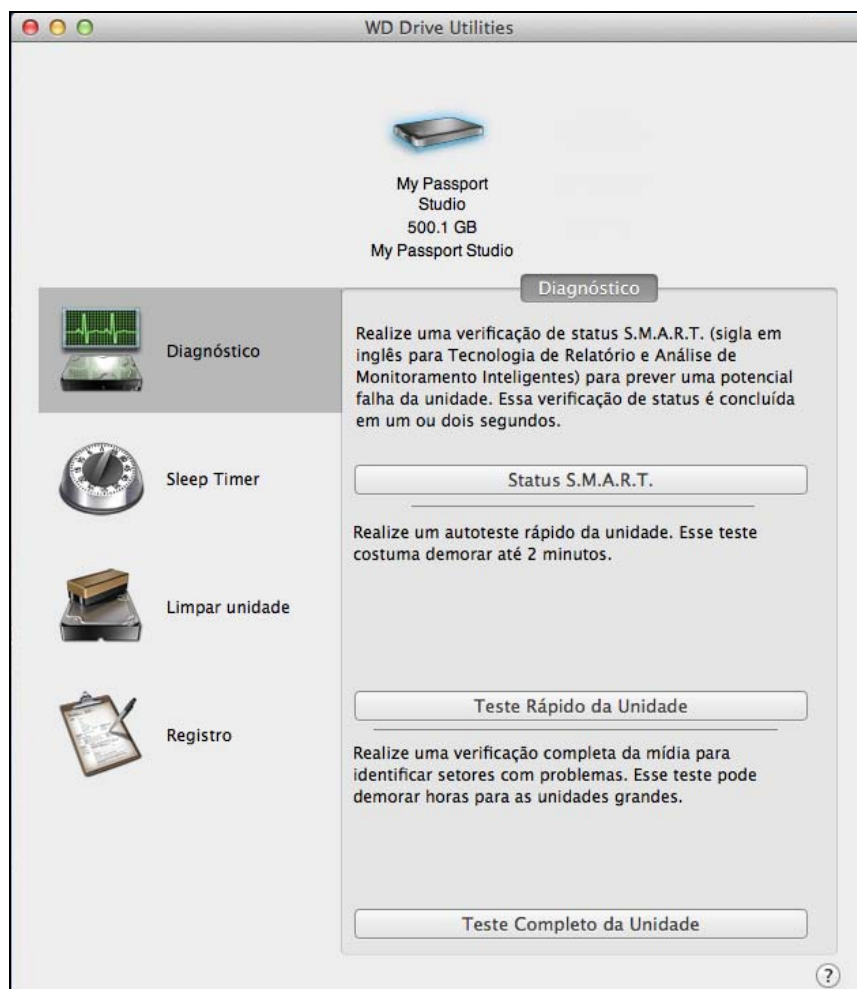 WD Drive Utilities
My Passport
Studio
500.1 GB
My Passport Studio
Diagnóstico
Sleep Timer
Limpar unidade
Registro
Diagnóstico
Realize uma verificação de status S.M.A.R.T. (sigla em
inglês para Tecnologia de Relatório e Análise de
Monitoramento Inteligentes) para prever uma potencial
falha da unidade. Essa verificação de status é concluída
em um ou dois segundos.
Status S.M.A.R.T.
Realize um autoteste rápido da unidade. Esse teste
costuma demorar até 2 minutos.
Teste Rápido da Unidade
Realize uma verificação completa da mídia para
identificar setores com problemas. Esse teste pode
demorar horas para as unidades grandes.
Teste Completo da Unidade
?